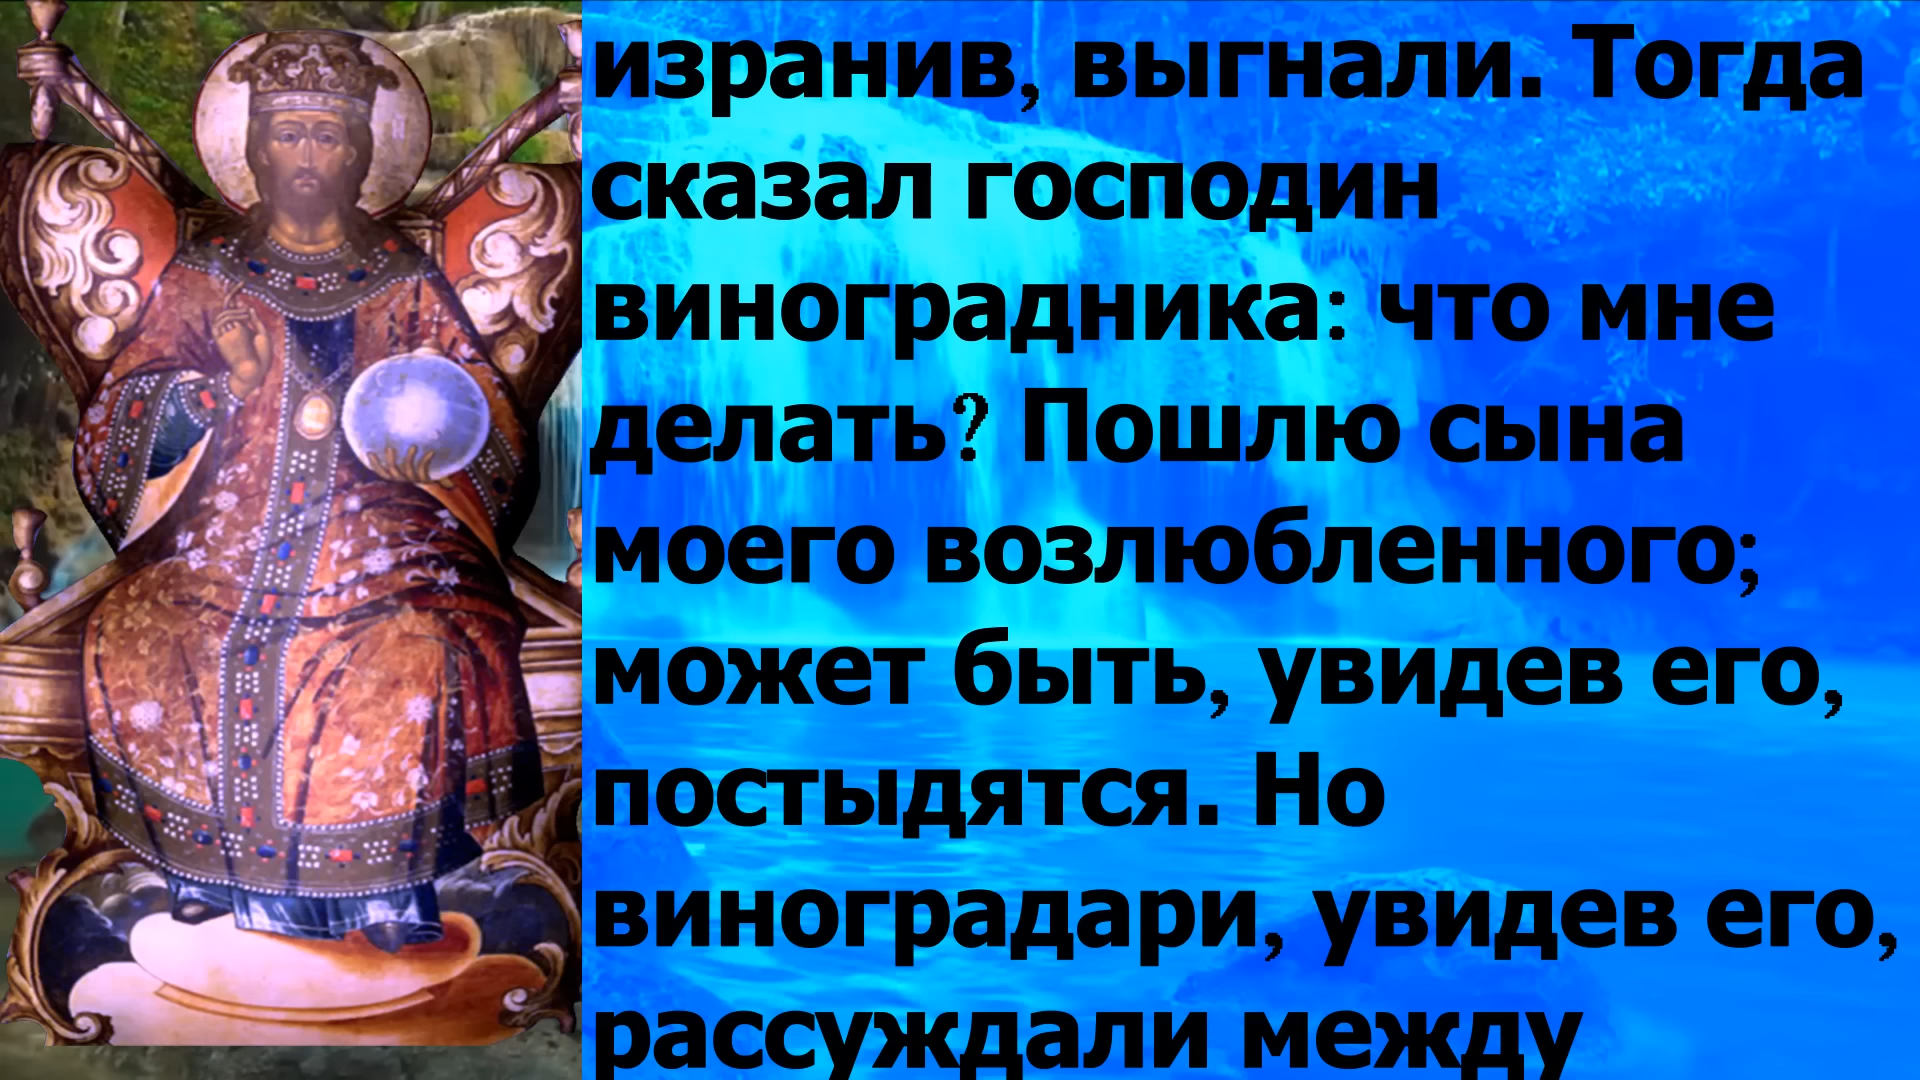 изранив, выгнали. Тогда
сказал господин
виноградника: что мне
делать? Пошлю сына
моего возлюбленного;
может быть, увидев его,
постыдятся. Но
виноградари, увидев его,
рассуждали между